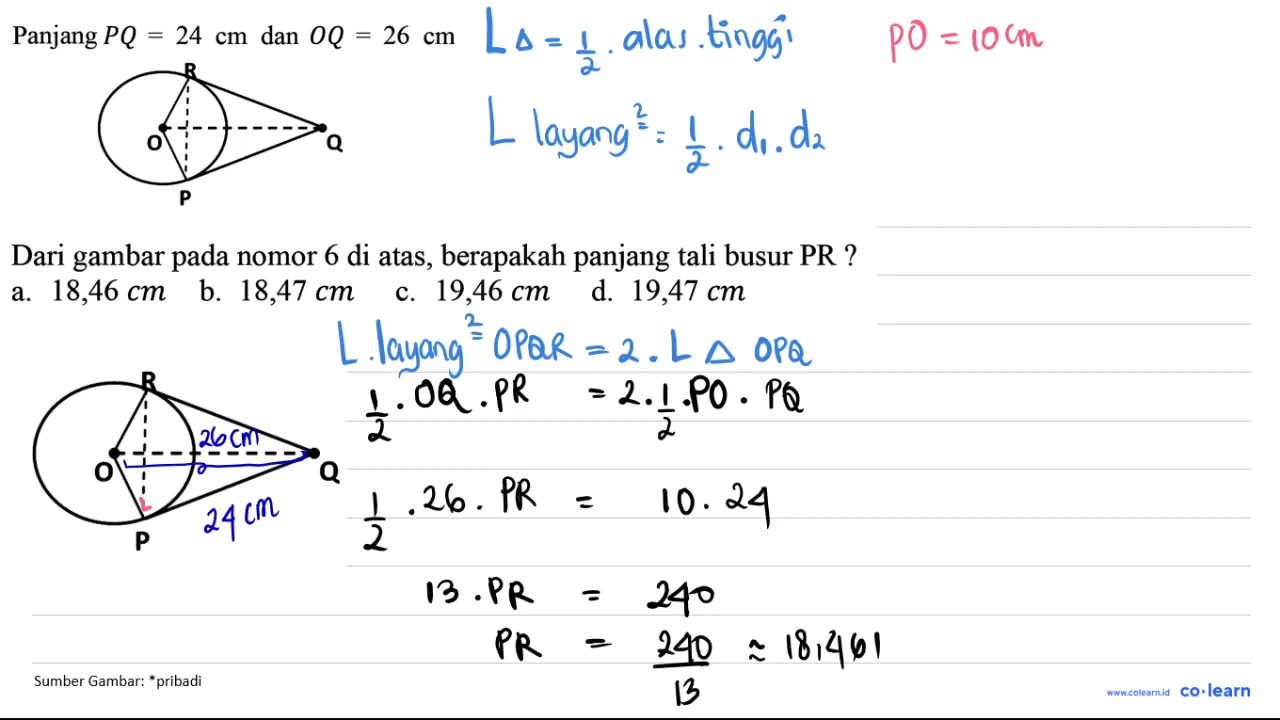 Panjang PQ = 24 cm dan OQ = 26 cm
L Δ = 1/2 . alas . tinggi
PO = 10 cm
R
O
Q
P
L layang² = 1/2 . d₁ . d₂
Dari gambar pada nomor 6 di atas, berapakah panjang tali busur PR ?
a. 18,46 cm b. 18,47 cm c. 19,46 cm d. 19,47 cm
L. layang² OPQR = 2 . L Δ OPQ
1/2 . OQ . PR = 2 . 1/2 . PO . PQ
R
26 cm
O
Q
24 cm
P
1/2 . 26 . PR = 10 . 24
13 . PR = 240
PR = 240/13 ≈ 18,461
Sumber Gambar: *pribadi
www.colearn.id co·learn